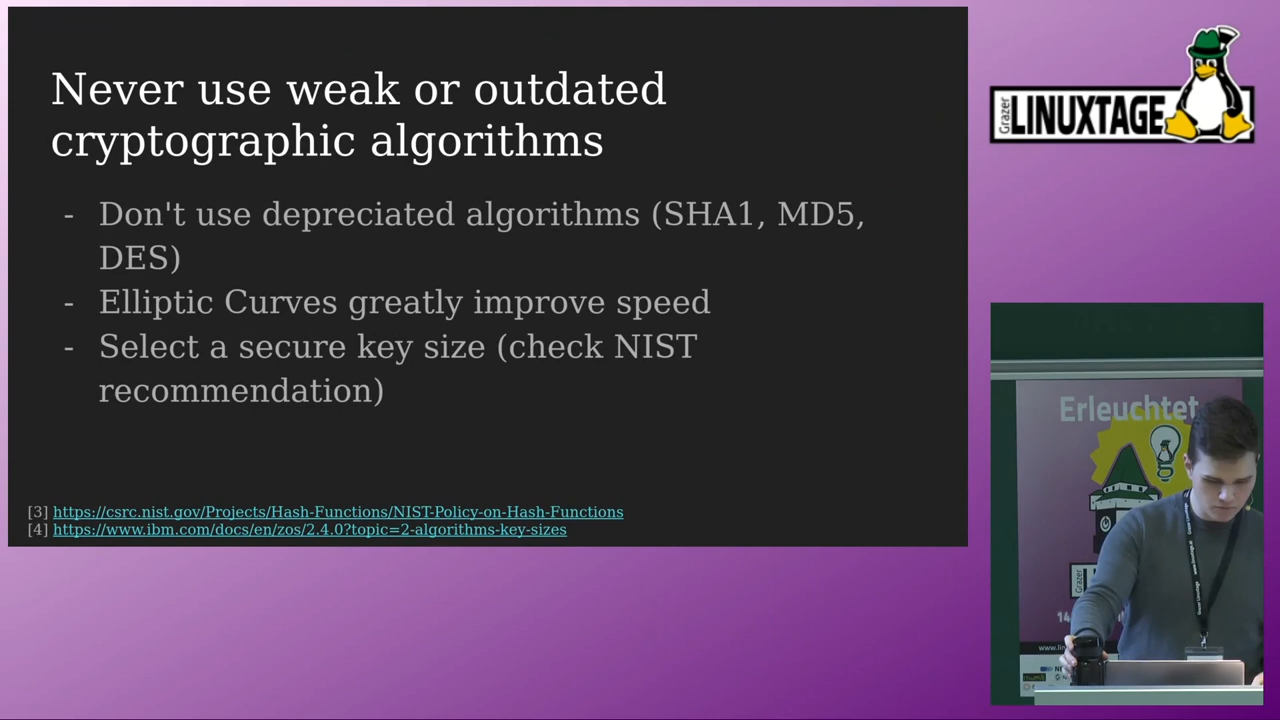 Never use weak or outdated
cryptographic algorithms
- Don't use depreciated algorithms (SHA1, MD5,
DES)
- Elliptic Curves greatly improve speed
- Select a secure key size (check NIST
recommendation)
[3] https://csrc.nist.gov/Projects/Hash-Functions/NIST-Policy-on-Hash-Functions
[4] https://www.ibm.com/docs/en/zos/2.4.0?topic=2-algorithms-key-sizes
Grazer
LINUXTAGE
Erleuchtet
Grazer